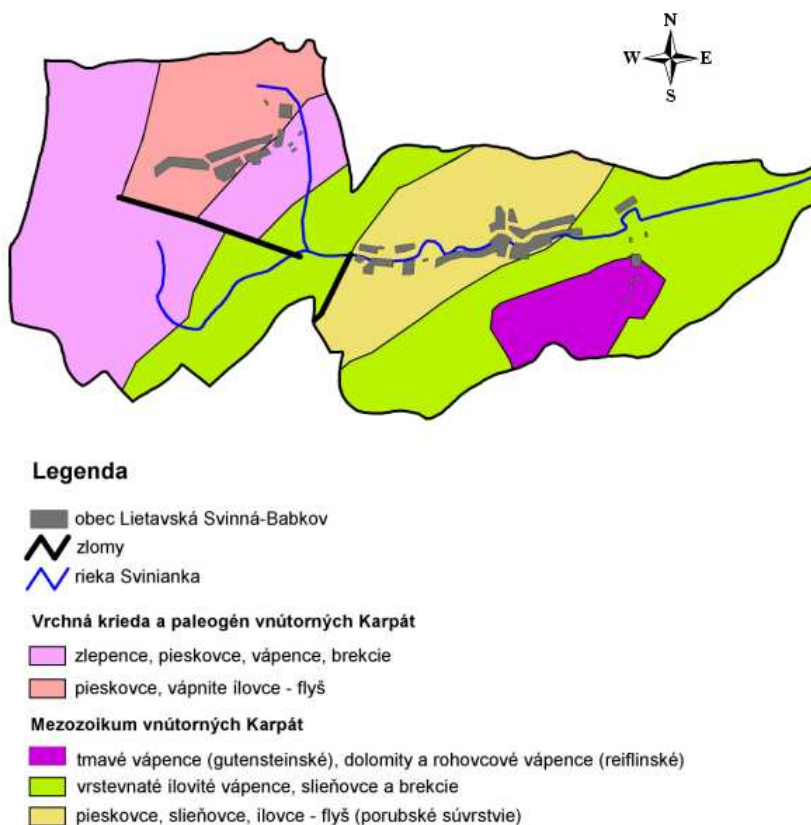 N
W E
S
Legenda
obec Lietavská Svinná-Babkov
zlomy
rieka Svinianka
Vrchná krieda a paleogén vnútorných Karpát
zlepence, pieskovce, vápence, brekcie
pieskovce, vápnite ílovce - flyš
Mezozoikum vnútorných Karpát
tmavé vápence (gutensteinské), dolomity a rohovcové vápence (reiflinské)
vrstevnaté ílovité vápence, slieňovce a brekcie
pieskovce, slieňovce, ílovce - flyš (porubské súvrstvie)